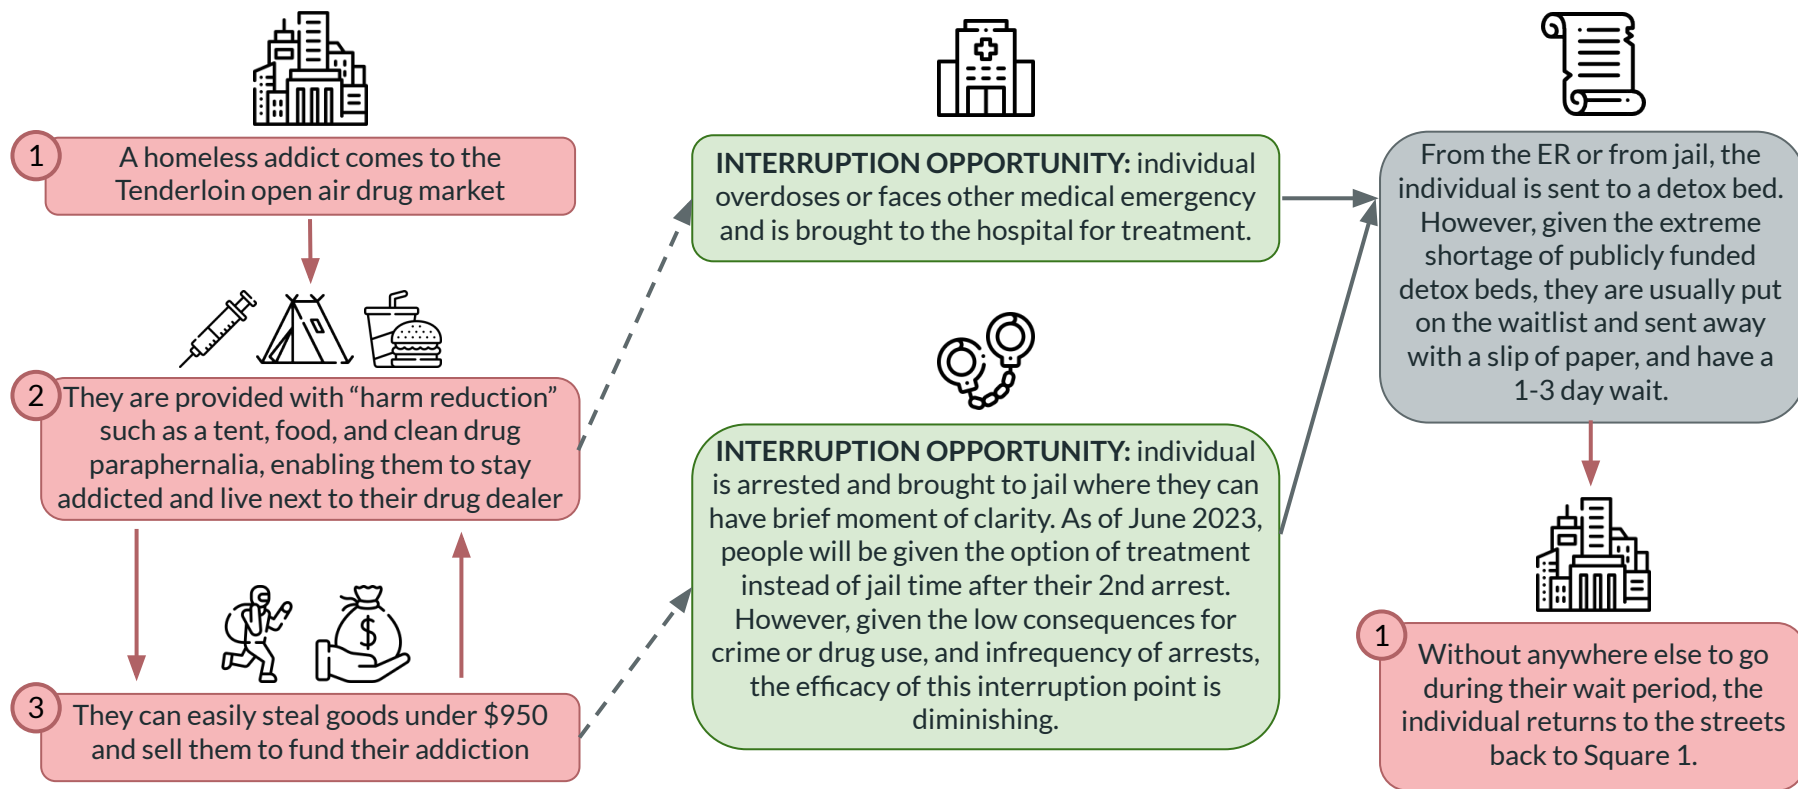 1
A homeless addict comes to the
Tenderloin open air drug market
2
They are provided with “harm reduction”
such as a tent, food, and clean drug
paraphernalia, enabling them to stay
addicted and live next to their drug dealer
$
3
They can easily steal goods under $950
and sell them to fund their addiction
INTERRUPTION OPPORTUNITY: individual
overdoses or faces other medical emergency
and is brought to the hospital for treatment.
INTERRUPTION OPPORTUNITY: individual
is arrested and brought to jail where they can
have brief moment of clarity. As of June 2023,
people will be given the option of treatment
instead of jail time after their 2nd arrest.
However, given the low consequences for
crime or drug use, and infrequency of arrests,
the efficacy of this interruption point is
diminishing.
From the ER or from jail, the
individual is sent to a detox bed.
However, given the extreme
shortage of publicly funded
detox beds, they are usually put
on the waitlist and sent away
with a slip of paper, and have a
1-3 day wait.
1
Without anywhere else to go
during their wait period, the
individual returns to the streets
back to Square 1.